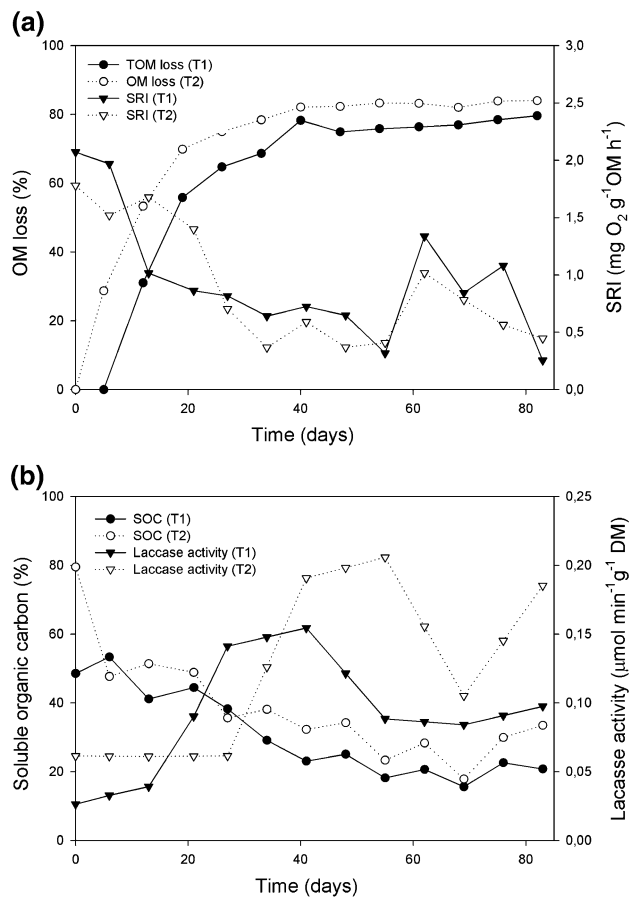 (a)
100
80
60
40
20
0
OM loss (%)
TOM loss (T1)
OM loss (T2)
SRI (T1)
SRI (T2)
3,0
2,5
2,0
1,5
1,0
0,5
0,0
SRI (mg O2 g-1OM h-1)
0 20 40 60 80
Time (days)
(b)
100
80
60
40
20
0
Soluble organic carbon (%)
SOC (T1)
SOC (T2)
Laccase activity (T1)
Laccase activity (T2)
0,25
0,20
0,15
0,10
0,05
0,00
Lacasse activity (μmol min-1g-1 DM)
0 20 40 60 80
Time (days)